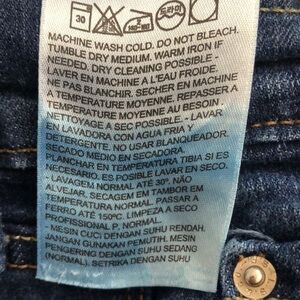 30
드라이
MACHINE WASH COLD. DO NOT BLEACH.
TUMBLE DRY MEDIUM. WARM IRON IF
NEEDED. DRY CLEANING POSSIBLE -
LAVER EN MACHINE A L'EAU FROIDE.
NE PAS BLANCHIR. SECHER EN MACHINE
A TEMPERATURE MOYENNE. REPASSER A
TEMPERATURE MOYENNE AU BESOIN.
NETTOYAGE A SEC POSSIBLE. - LAVAR
EN LAVADORA CON AGUA FRIA Y
DETERGENTE. NO USAR BLANQUEADOR.
SECADO MEDIO EN SECADORA
PLANCHAR EN TEMPERATURA TIBIA SI ES
NECESARIO. ES POSIBLE LAVAR EN SECO.
- LAVAGEM NORMAL ATÉ 30º. NÃO
ALVEJAR. SECAGEM EM TAMBOR EM
TEMPERATURA NORMAL. PASSAR A
FERRO ATÉ 150ºC. LIMPEZA A SECO
PROFISSIONAL P, NORMAL.
- MESIN CUCI DENGAN SUHU RENDAH,
JANGAN GUNAKAN PEMUTIH. MESIN
PENGERING DENGAN SUHU SEDANG
(NORMAL). SETRIKA DENGAN SUHU